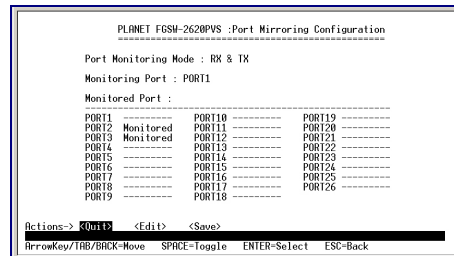 PLANET FGSW-2620PVS :Port Mirroring Configuration
==================================================
Port Monitoring Mode : RX & TX
Monitoring Port : PORT1
Monitored Port :
PORT1 --------- PORT10 --------- PORT19 ---------
PORT2 Monitored PORT11 --------- PORT20 ---------
PORT3 Monitored PORT12 --------- PORT21 ---------
PORT4 --------- PORT13 --------- PORT22 ---------
PORT5 --------- PORT14 --------- PORT23 ---------
PORT6 --------- PORT15 --------- PORT24 ---------
PORT7 --------- PORT16 --------- PORT25 ---------
PORT8 --------- PORT17 --------- PORT26 ---------
PORT9 --------- PORT18 ---------
Actions-> <Quit> <Edit> <Save>
ArrowKey/TAB/BACK=Move SPACE=Toggle ENTER=Select ESC=Back